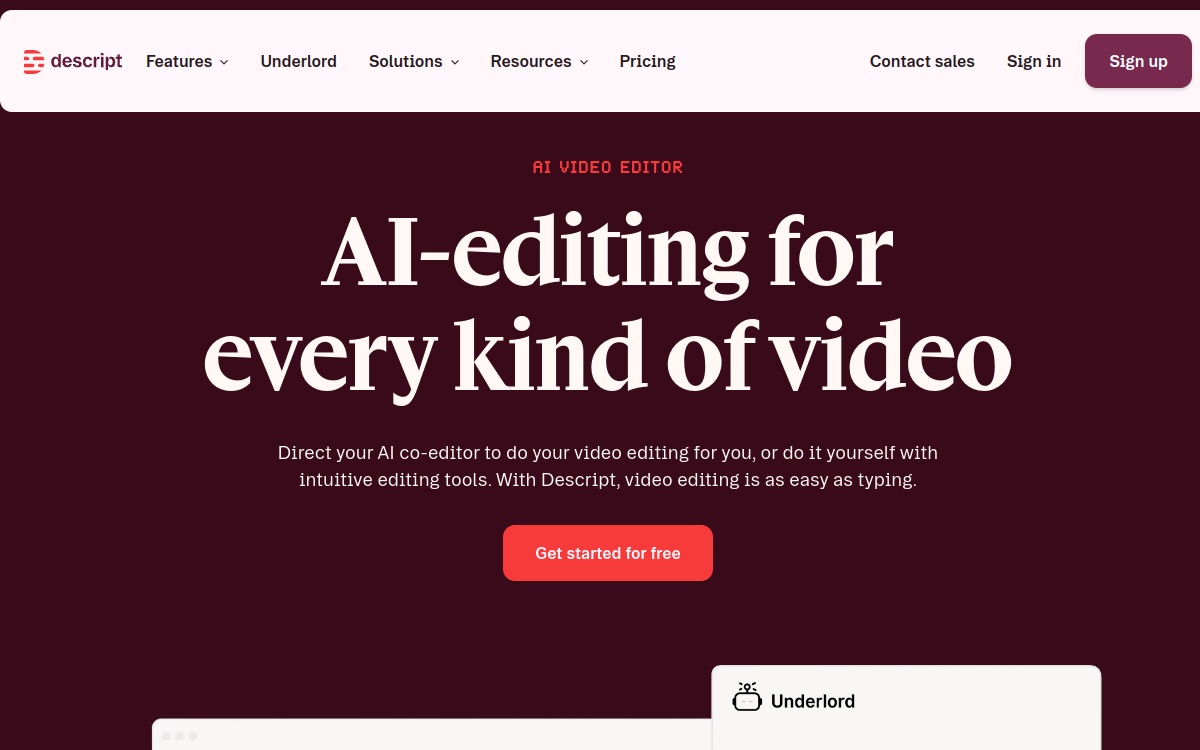 descript
Features
Underlord
Solutions
Resources
Pricing
Contact sales
Sign in
Sign up
AI VIDEO EDITOR
AI-editing for
every kind of video
Direct your AI co-editor to do your video editing for you, or do it yourself with
intuitive editing tools. With Descript, video editing is as easy as typing.
Get started for free
Underlord